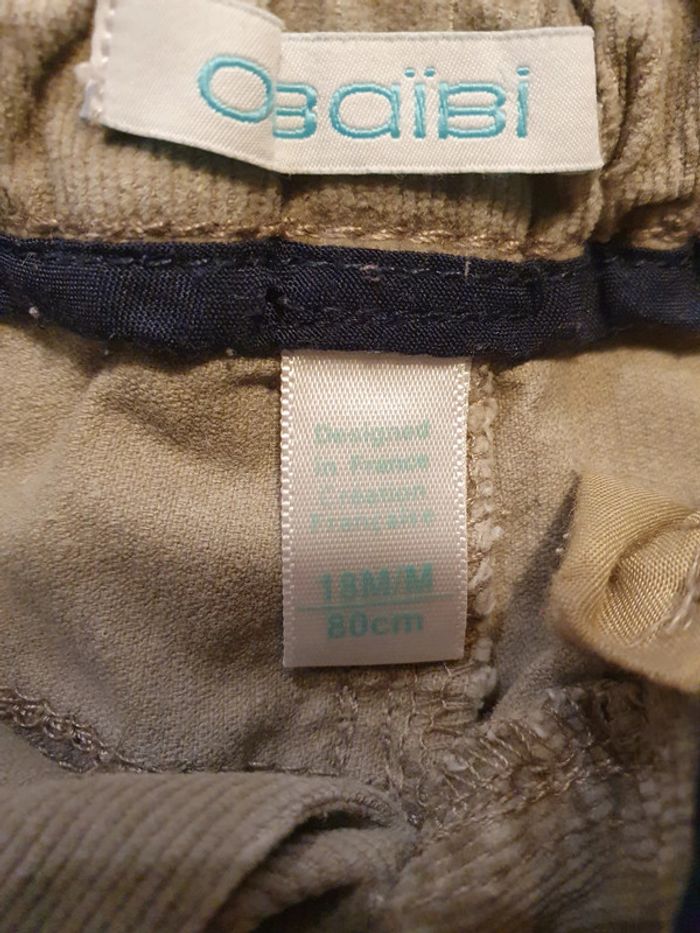 Obaïbi
Designed
in France
Création
Française
18M/M
80cm